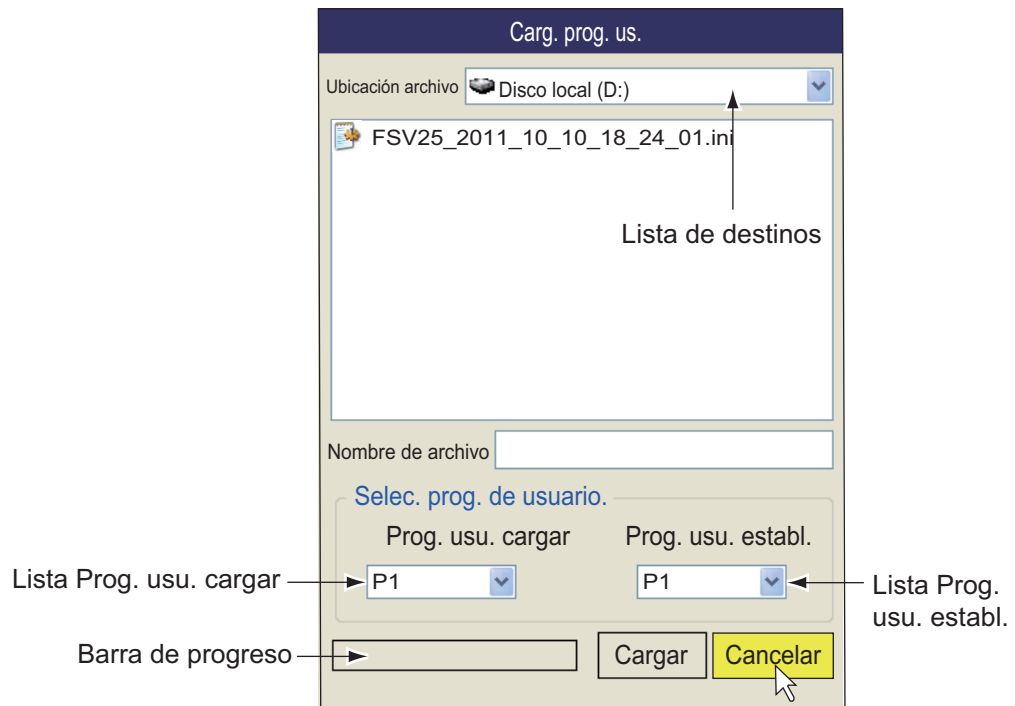 Carg. prog. us.
Ubicación archivo Disco local (D:)
FSV25_2011_10_10_18_24_01.ini
Lista de destinos
Nombre de archivo
Selec. prog. de usuario.
Prog. usu. cargar Prog. usu. establ.
Lista Prog. usu. cargar P1 P1 Lista Prog.
usu. establ.
Barra de progreso Cargar Cancelar